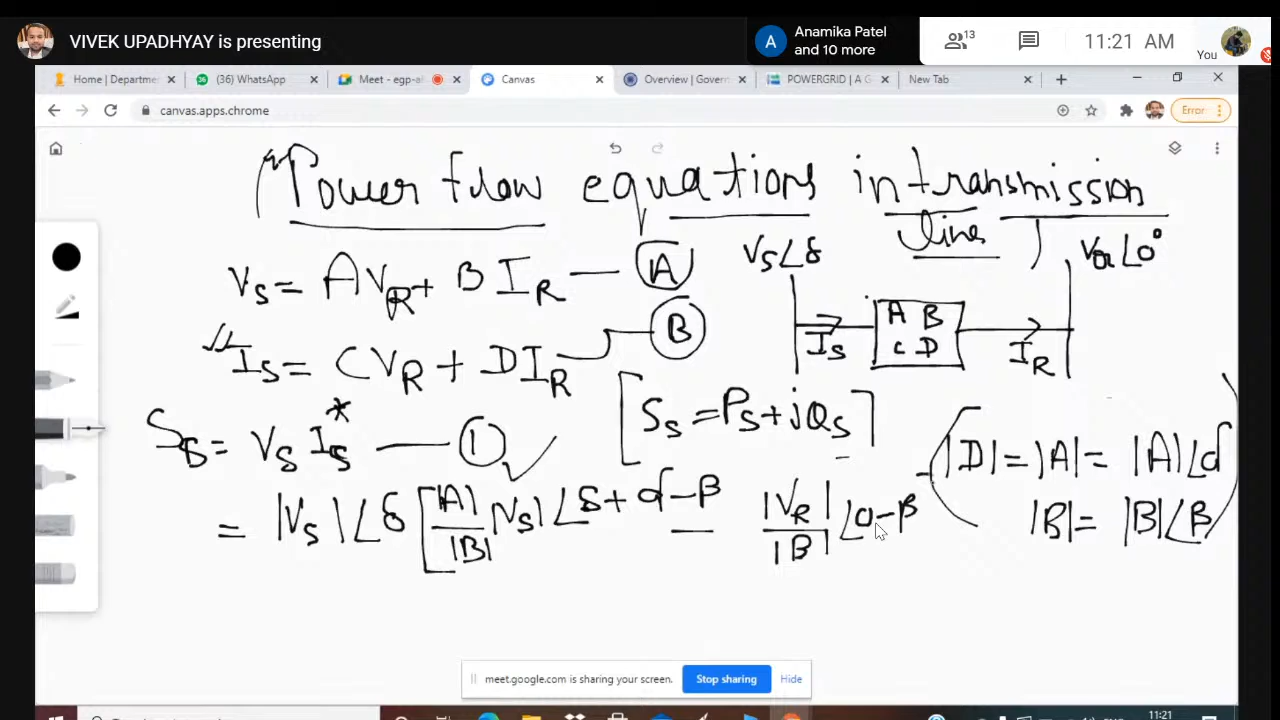 VIVEK UPADHYAY is presenting
A
Anamika Patel
and 10 more
13
11:21 AM
You
Home | Departme
(36) WhatsApp
Meet - egp-a
Canvas
Overview | Govern
POWERGRID | A G
New Tab
canvas.apps.chrome
Error
Power flow equations in transmission
line
VS∠δ
VR∠0°
VS = AVR + BIR — A
IS = CVR + DIR — B
IS
A B
C D
IR
SS = VS IS* — 1
[SS = PS + jQS]
|D| = |A| = |A|∠α
|B| = |B|∠β
= |VS|∠δ [|A|/|B| |VS|∠δ + α – β – |VR|/|B| ∠0–β
meet.google.com is sharing your screen.
Stop sharing
Hide
11:21